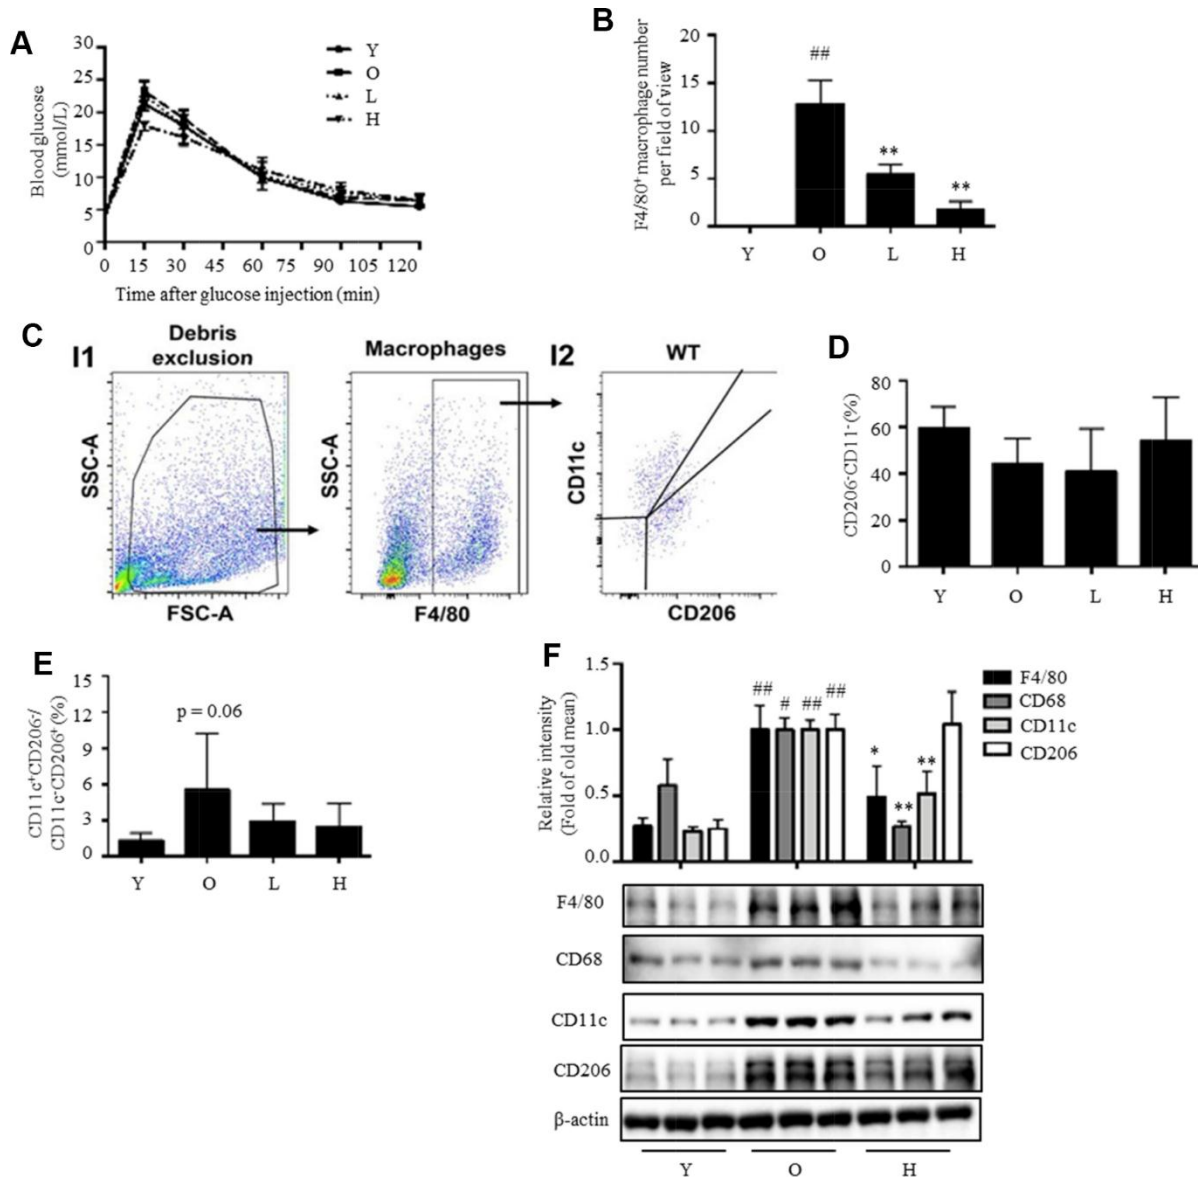 A
30
25
20
15
10
5
0
Blood glucose
(mmol/L)
Y
O
L
H
0 15 30 45 60 75 90 105 120
Time after glucose injection (min)
B
20
15
10
5
0
F4/80⁺ macrophage number
per field of view
##
**
**
Y O L H
C
I1
Debris
exclusion
SSC-A
FSC-A
Macrophages
SSC-A
F4/80
I2
WT
CD11c
CD206
D
80
60
40
20
0
CD206⁻CD11⁻(%)
Y O L H
E
15
12
9
6
3
0
CD11c⁺CD206⁻/
CD11c⁻CD206⁺ (%)
p = 0.06
Y O L H
F
1.5
1.0
0.5
0.0
Relative intensity
(Fold of old mean)
## # ## ##
* ** **
F4/80
CD68
CD11c
CD206
F4/80
CD68
CD11c
CD206
β-actin
Y O H